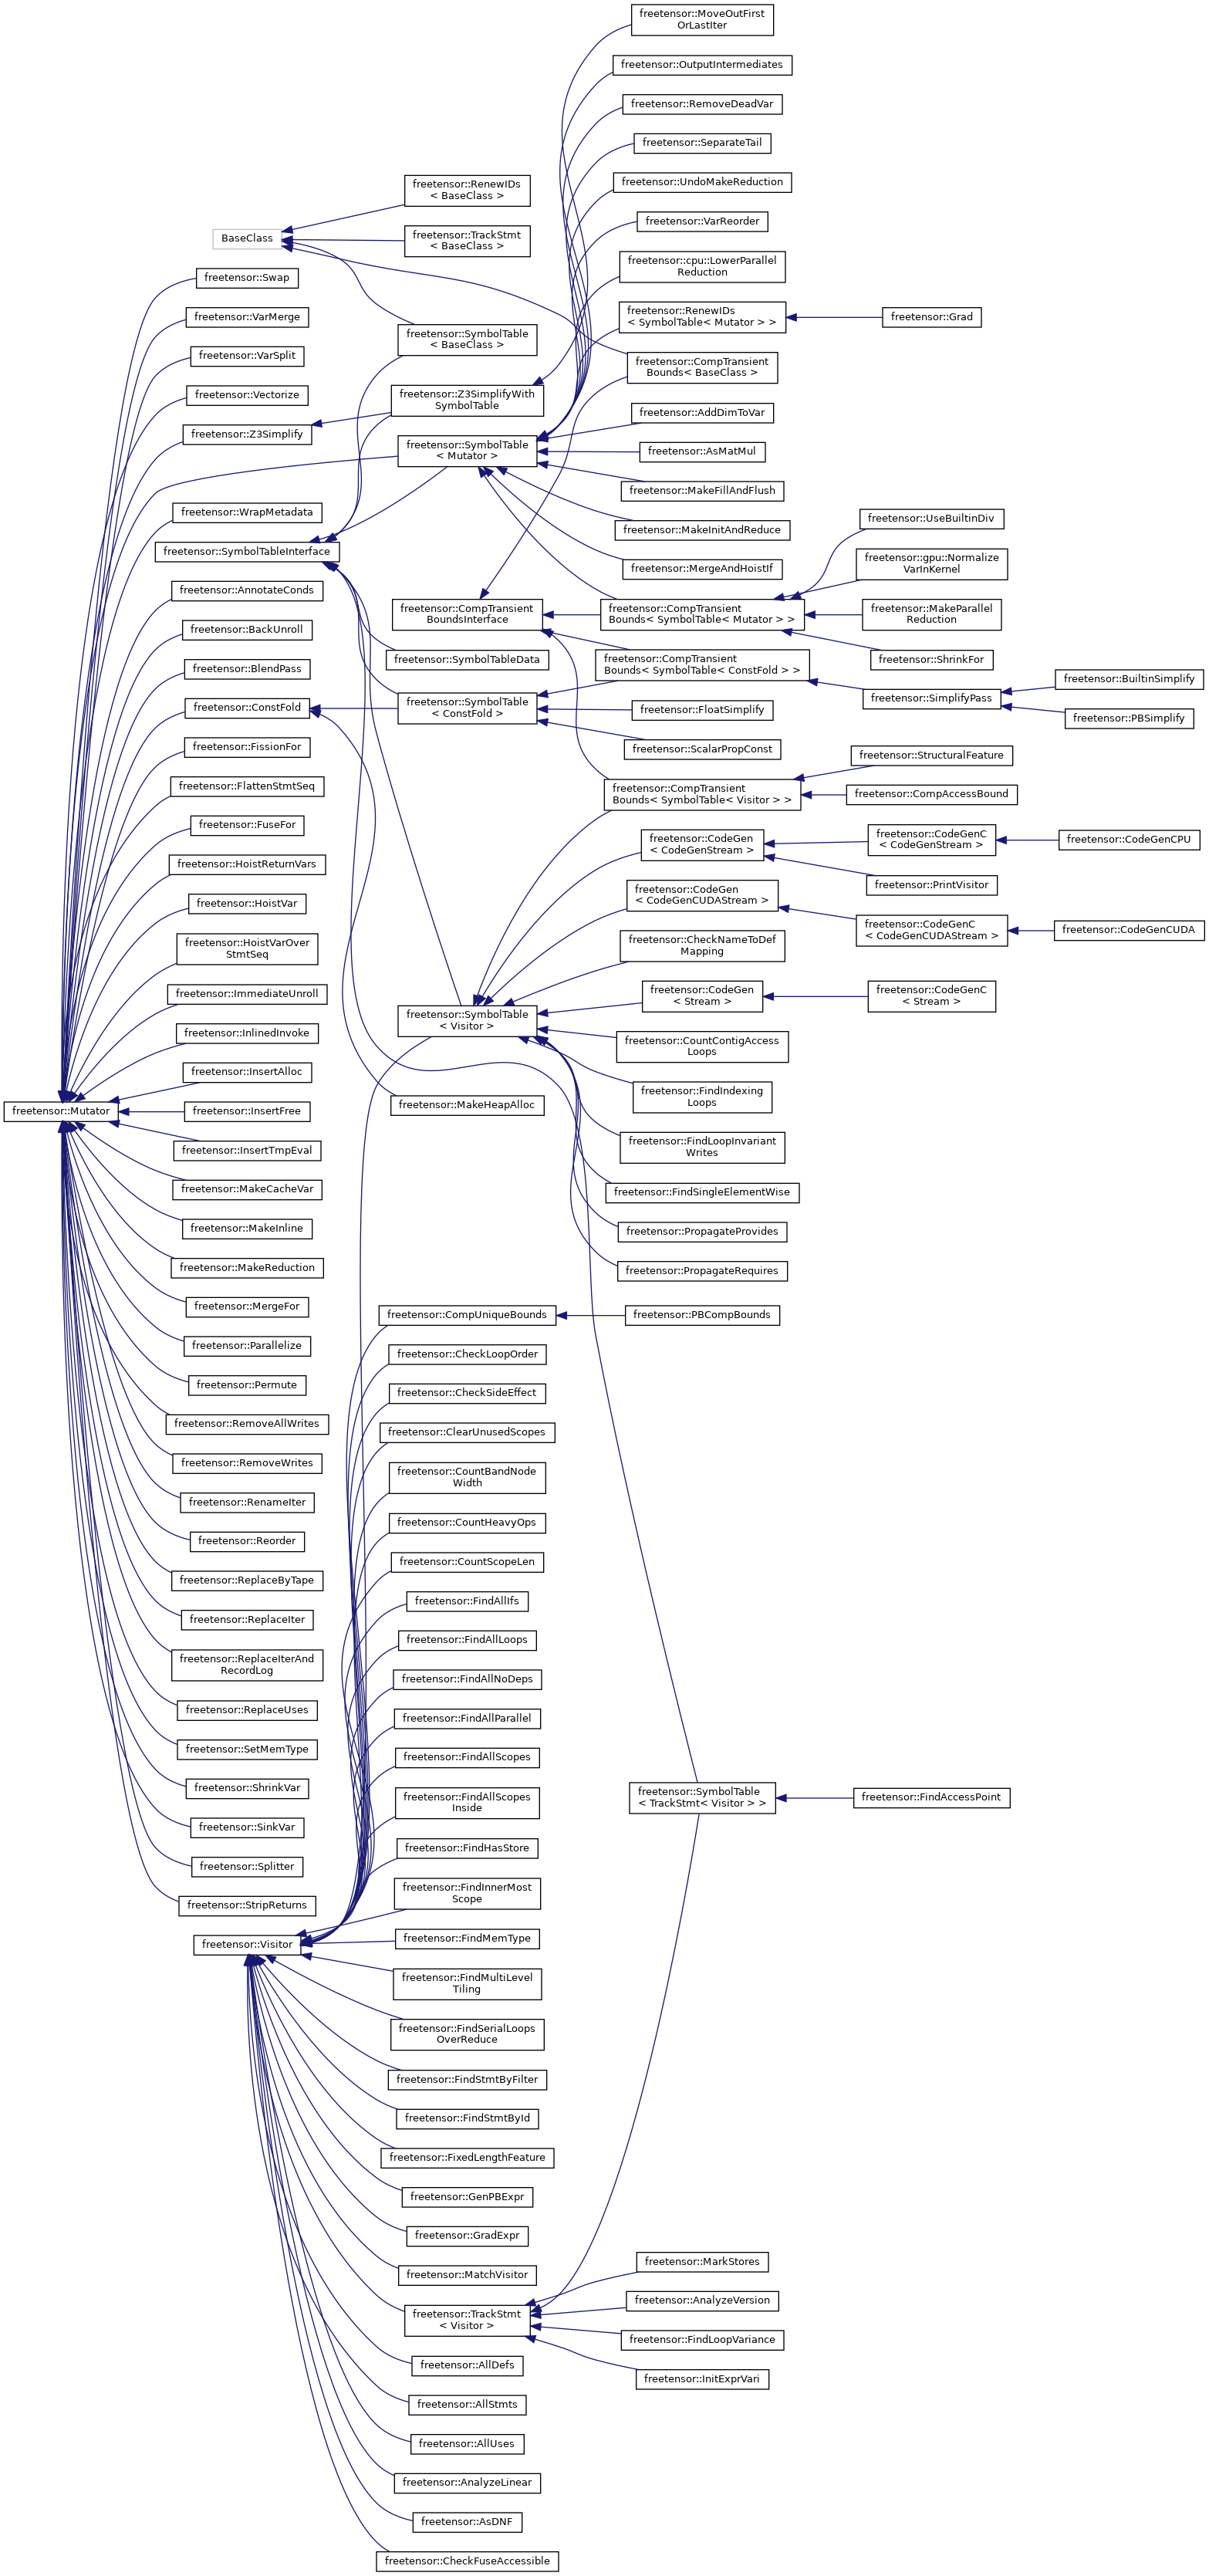 freetensor::MoveOutFirst
OrLastIter
freetensor::OutputIntermediates
freetensor::RemoveDeadVar
freetensor::SeparateTail
freetensor::UndoMakeReduction
freetensor::RenewIDs
< BaseClass >
freetensor::VarReorder
BaseClass
freetensor::TrackStmt
< BaseClass >
freetensor::cpu::LowerParallel
Reduction
freetensor::Swap
freetensor::VarMerge
freetensor::RenewIDs
< SymbolTable< Mutator > >
freetensor::Grad
freetensor::SymbolTable
< BaseClass >
freetensor::VarSplit
freetensor::CompTransient
Bounds< BaseClass >
freetensor::Vectorize
freetensor::Z3SimplifyWith
SymbolTable
freetensor::AddDimToVar
freetensor::Z3Simplify
freetensor::SymbolTable
< Mutator >
freetensor::AsMatMul
freetensor::MakeFillAndFlush
freetensor::WrapMetadata
freetensor::UseBuiltinDiv
freetensor::MakeInitAndReduce
freetensor::SymbolTableInterface
freetensor::gpu::Normalize
VarInKernel
freetensor::MergeAndHoistIf
freetensor::AnnotateConds
freetensor::CompTransient
BoundsInterface
freetensor::CompTransient
Bounds< SymbolTable< Mutator > >
freetensor::MakeParallel
Reduction
freetensor::BackUnroll
freetensor::SymbolTableData
freetensor::ShrinkFor
freetensor::BlendPass
freetensor::CompTransient
Bounds< SymbolTable< ConstFold > >
freetensor::BuiltinSimplify
freetensor::SimplifyPass
freetensor::ConstFold
freetensor::SymbolTable
< ConstFold >
freetensor::FloatSimplify
freetensor::PBSimplify
freetensor::FissionFor
freetensor::ScalarPropConst
freetensor::StructuralFeature
freetensor::FlattenStmtSeq
freetensor::CompTransient
Bounds< SymbolTable< Visitor > >
freetensor::CompAccessBound
freetensor::FuseFor
freetensor::CodeGen
< CodeGenStream >
freetensor::CodeGenC
< CodeGenStream >
freetensor::CodeGenCPU
freetensor::HoistReturnVars
freetensor::PrintVisitor
freetensor::HoistVar
freetensor::CodeGen
< CodeGenCUDAStream >
freetensor::CodeGenC
< CodeGenCUDAStream >
freetensor::CodeGenCUDA
freetensor::HoistVarOver
StmtSeq
freetensor::CheckNameToDef
Mapping
freetensor::ImmediateUnroll
freetensor::CodeGen
< Stream >
freetensor::CodeGenC
< Stream >
freetensor::SymbolTable
< Visitor >
freetensor::InlinedInvoke
freetensor::CountContigAccess
Loops
freetensor::InsertAlloc
freetensor::FindIndexing
Loops
freetensor::MakeHeapAlloc
freetensor::Mutator
freetensor::InsertFree
freetensor::InsertTmpEval
freetensor::FindLoopInvariant
Writes
freetensor::MakeCacheVar
freetensor::FindSingleElementWise
freetensor::MakeInline
freetensor::PropagateProvides
freetensor::MakeReduction
freetensor::PropagateRequires
freetensor::MergeFor
freetensor::CompUniqueBounds
freetensor::PBCompBounds
freetensor::Parallelize
freetensor::CheckLoopOrder
freetensor::Permute
freetensor::CheckSideEffect
freetensor::RemoveAllWrites
freetensor::ClearUnusedScopes
freetensor::RemoveWrites
freetensor::CountBandNode
Width
freetensor::RenameIter
freetensor::CountHeavyOps
freetensor::Reorder
freetensor::CountScopeLen
freetensor::ReplaceByTape
freetensor::FindAllIfs
freetensor::ReplaceIter
freetensor::FindAllLoops
freetensor::ReplaceIterAnd
RecordLog
freetensor::FindAllNoDeps
freetensor::ReplaceUses
freetensor::FindAllParallel
freetensor::SetMemType
freetensor::FindAllScopes
freetensor::ShrinkVar
freetensor::FindAllScopes
Inside
freetensor::SymbolTable
< TrackStmt< Visitor > >
freetensor::FindAccessPoint
freetensor::SinkVar
freetensor::FindHasStore
freetensor::Splitter
freetensor::FindInnerMost
Scope
freetensor::StripReturns
freetensor::Visitor
freetensor::FindMemType
freetensor::FindMultiLevel
Tiling
freetensor::FindSerialLoops
OverReduce
freetensor::FindStmtByFilter
freetensor::FindStmtById
freetensor::FixedLengthFeature
freetensor::GenPBExpr
freetensor::GradExpr
freetensor::MatchVisitor
freetensor::MarkStores
freetensor::TrackStmt
< Visitor >
freetensor::AnalyzeVersion
freetensor::FindLoopVariance
freetensor::AllDefs
freetensor::InitExprVari
freetensor::AllStmts
freetensor::AllUses
freetensor::AnalyzeLinear
freetensor::AsDNF
freetensor::CheckFuseAccessible